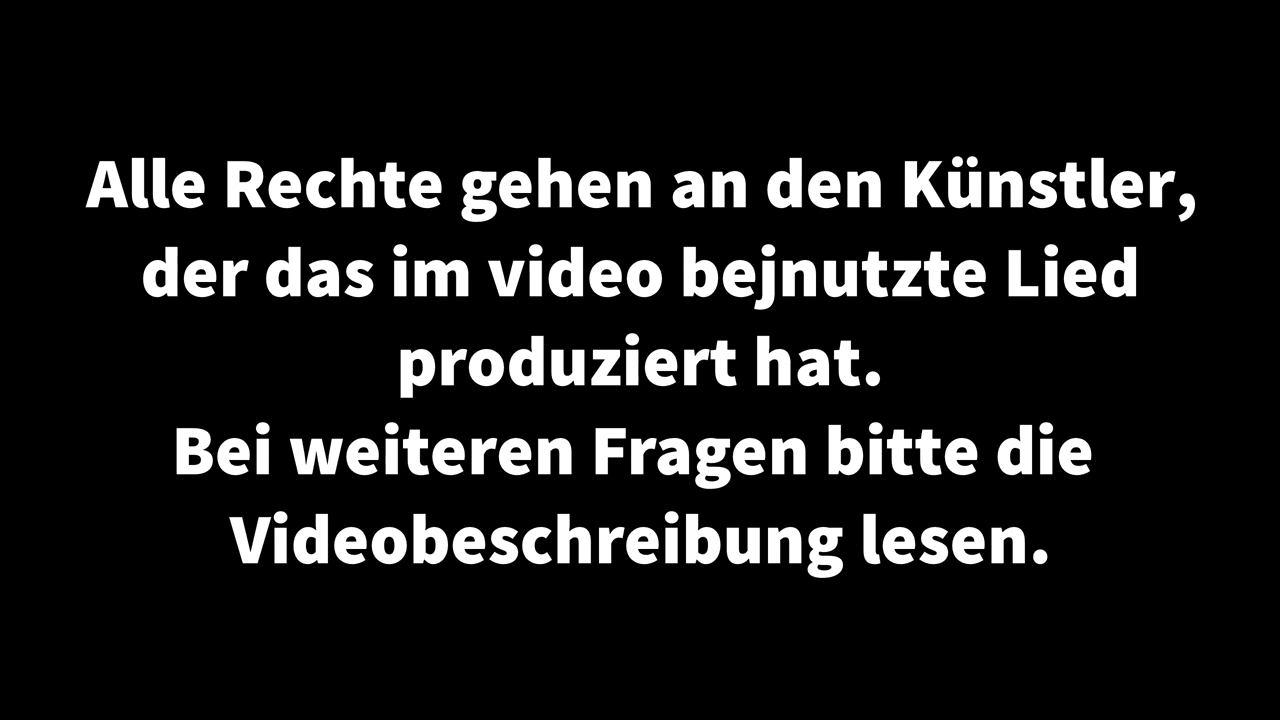 Alle Rechte gehen an den Künstler,
der das im video bejnutzte Lied
produziert hat.
Bei weiteren Fragen bitte die
Videobeschreibung lesen.